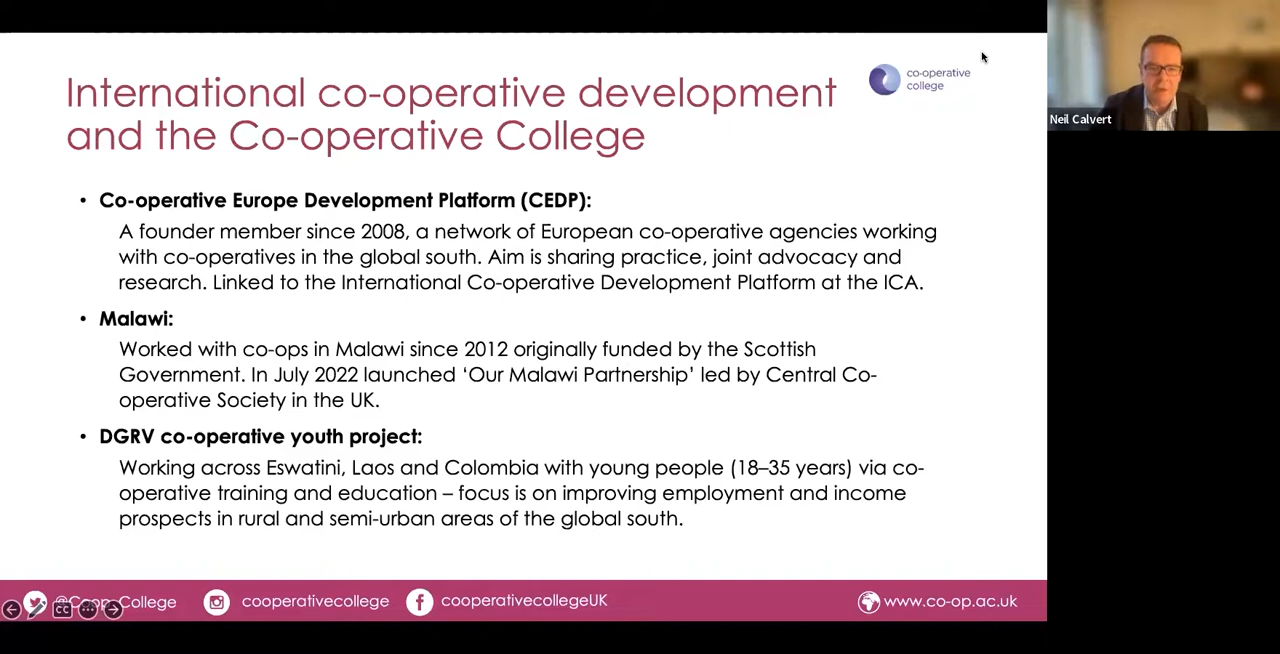 International co-operative development
and the Co-operative College
co-operative
college
Neil Calvert
• Co-operative Europe Development Platform (CEDP):
A founder member since 2008, a network of European co-operative agencies working
with co-operatives in the global south. Aim is sharing practice, joint advocacy and
research. Linked to the International Co-operative Development Platform at the ICA.
• Malawi:
Worked with co-ops in Malawi since 2012 originally funded by the Scottish
Government. In July 2022 launched ‘Our Malawi Partnership’ led by Central Co-
operative Society in the UK.
• DGRV co-operative youth project:
Working across Eswatini, Laos and Colombia with young people (18–35 years) via co-
operative training and education – focus is on improving employment and income
prospects in rural and semi-urban areas of the global south.
@Coop_College
CC
cooperativecollege
cooperativecollegeUK
www.co-op.ac.uk